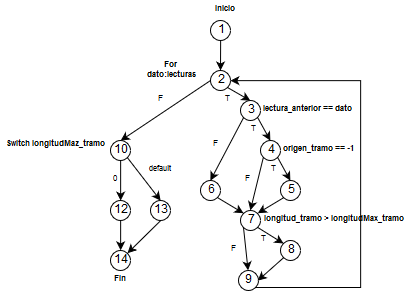 Inicio
1
For
dato:lecturas
2
F
T
3
lectura_anterior == dato
Switch longitudMaz_tramo
10
F
T
4
origen_tramo == -1
0
default
F
T
6
5
12
13
7
longitud_tramo > longitudMax_tramo
F
T
8
14
Fin
9